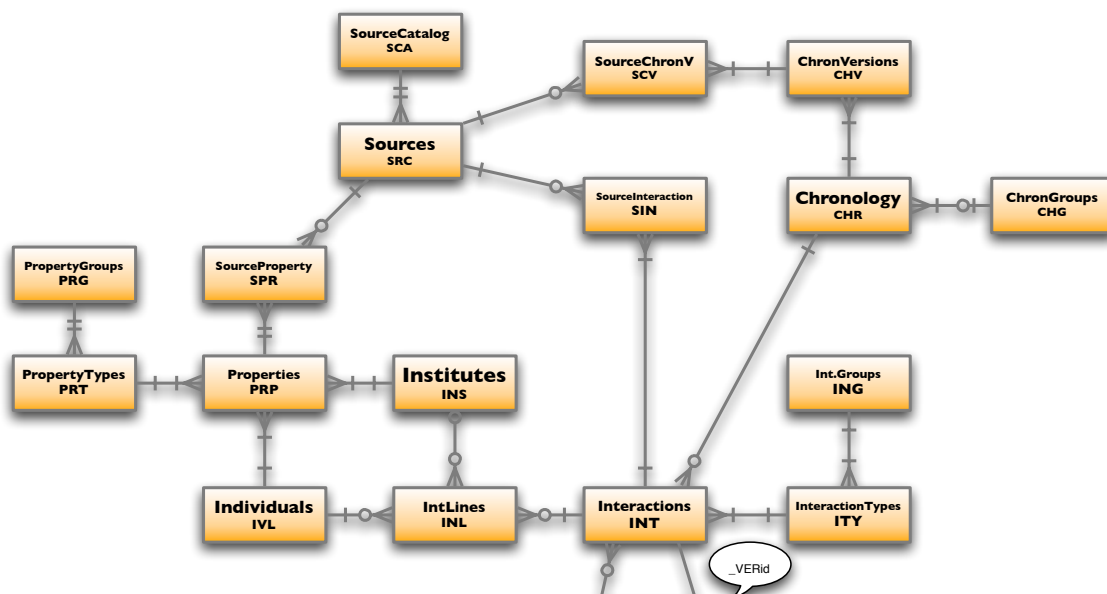 SourceCatalog
SCA
SourceChronV
SCV
ChronVersions
CHV
Sources
SRC
SourceInteraction
SIN
Chronology
CHR
ChronGroups
CHG
PropertyGroups
PRG
SourceProperty
SPR
PropertyTypes
PRT
Properties
PRP
Institutes
INS
Int.Groups
ING
Individuals
IVL
IntLines
INL
Interactions
INT
InteractionTypes
ITY
_VERid